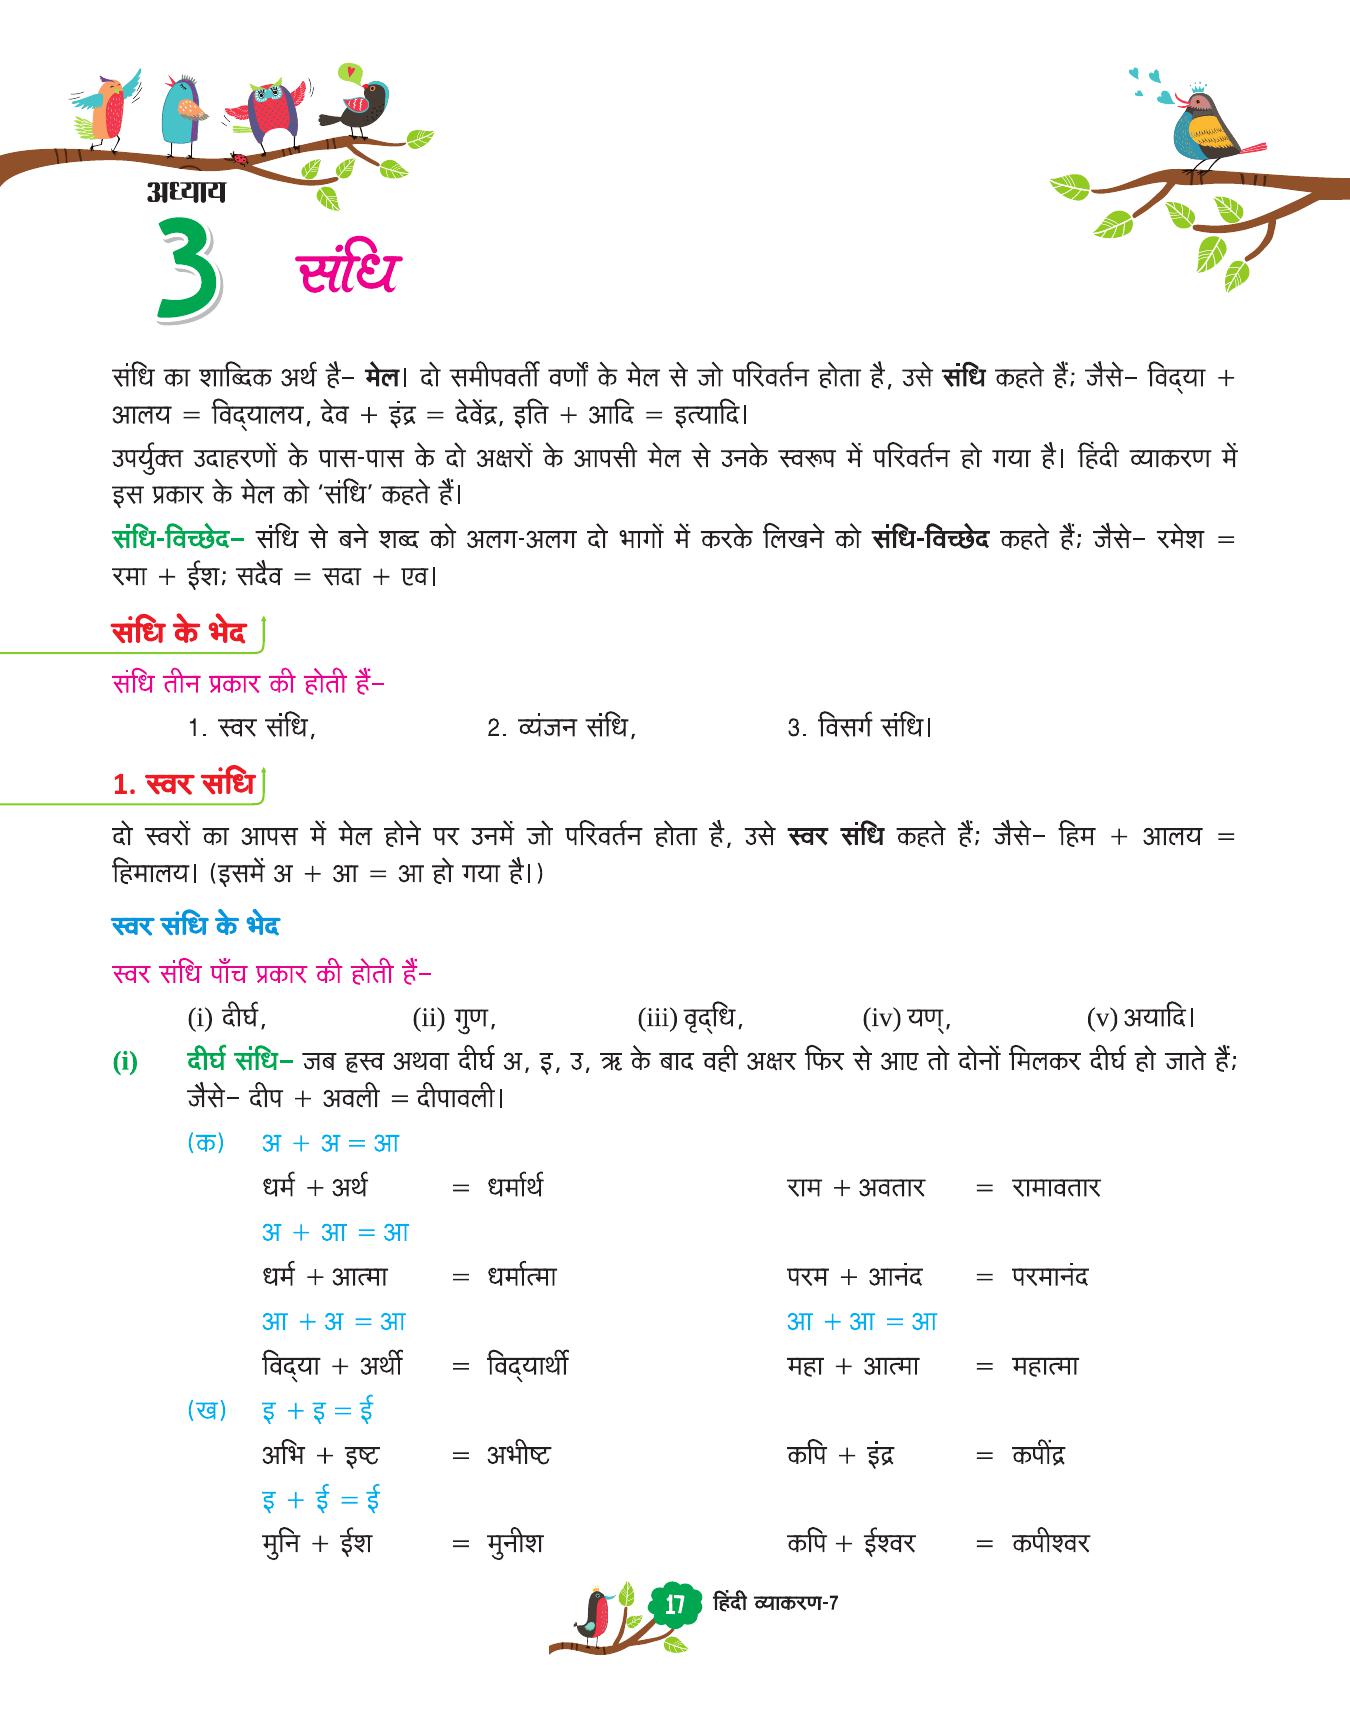 अध्याय
3
संधि
संधि का शाब्दिक अर्थ है– मेल। दो समीपवर्ती वर्णों के मेल से जो परिवर्तन होता है, उसे संधि कहते हैं; जैसे– विद्‌या +
आलय = विद्‌यालय, देव + इंद्र = देवेंद्र, इति + आदि = इत्यादि।
उपर्युक्त उदाहरणों के पास-पास के दो अक्षरों के आपसी मेल से उनके स्वरूप में परिवर्तन हो गया है। हिंदी व्याकरण में
इस प्रकार के मेल को ‘संधि’ कहते हैं।
संधि-विच्छेद– संधि से बने शब्द को अलग-अलग दो भागों में करके लिखने को संधि-विच्छेद कहते हैं; जैसे– रमेश =
रमा + ईश; सदैव = सदा + एव।
संधि के भेद
संधि तीन प्रकार की होती हैं–
1. स्वर संधि, 2. व्यंजन संधि, 3. विसर्ग संधि।
1. स्वर संधि
दो स्वरों का आपस में मेल होने पर उनमें जो परिवर्तन होता है, उसे स्वर संधि कहते हैं; जैसे– हिम + आलय =
हिमालय। (इसमें अ + आ = आ हो गया है।)
स्वर संधि के भेद
स्वर संधि पाँच प्रकार की होती हैं–
(i) दीर्घ, (ii) गुण, (iii) वृद्‌धि, (iv) यण्, (v) अयादि।
(i) दीर्घ संधि– जब ह्रस्व अथवा दीर्घ अ, इ, उ, ऋ के बाद वही अक्षर फिर से आए तो दोनों मिलकर दीर्घ हो जाते हैं;
जैसे– दीप + अवली = दीपावली।
(क) अ + अ = आ
धर्म + अर्थ = धर्मार्थ राम + अवतार = रामावतार
अ + आ = आ
धर्म + आत्मा = धर्मात्मा परम + आनंद = परमानंद
आ + अ = आ आ + आ = आ
विद्‌या + अर्थी = विद्‌यार्थी महा + आत्मा = महात्मा
(ख) इ + इ = ई
अभि + इष्ट = अभीष्ट कपि + इंद्र = कपींद्र
इ + ई = ई
मुनि + ईश = मुनीश कपि + ईश्वर = कपीश्वर
17 हिंदी व्याकरण-7